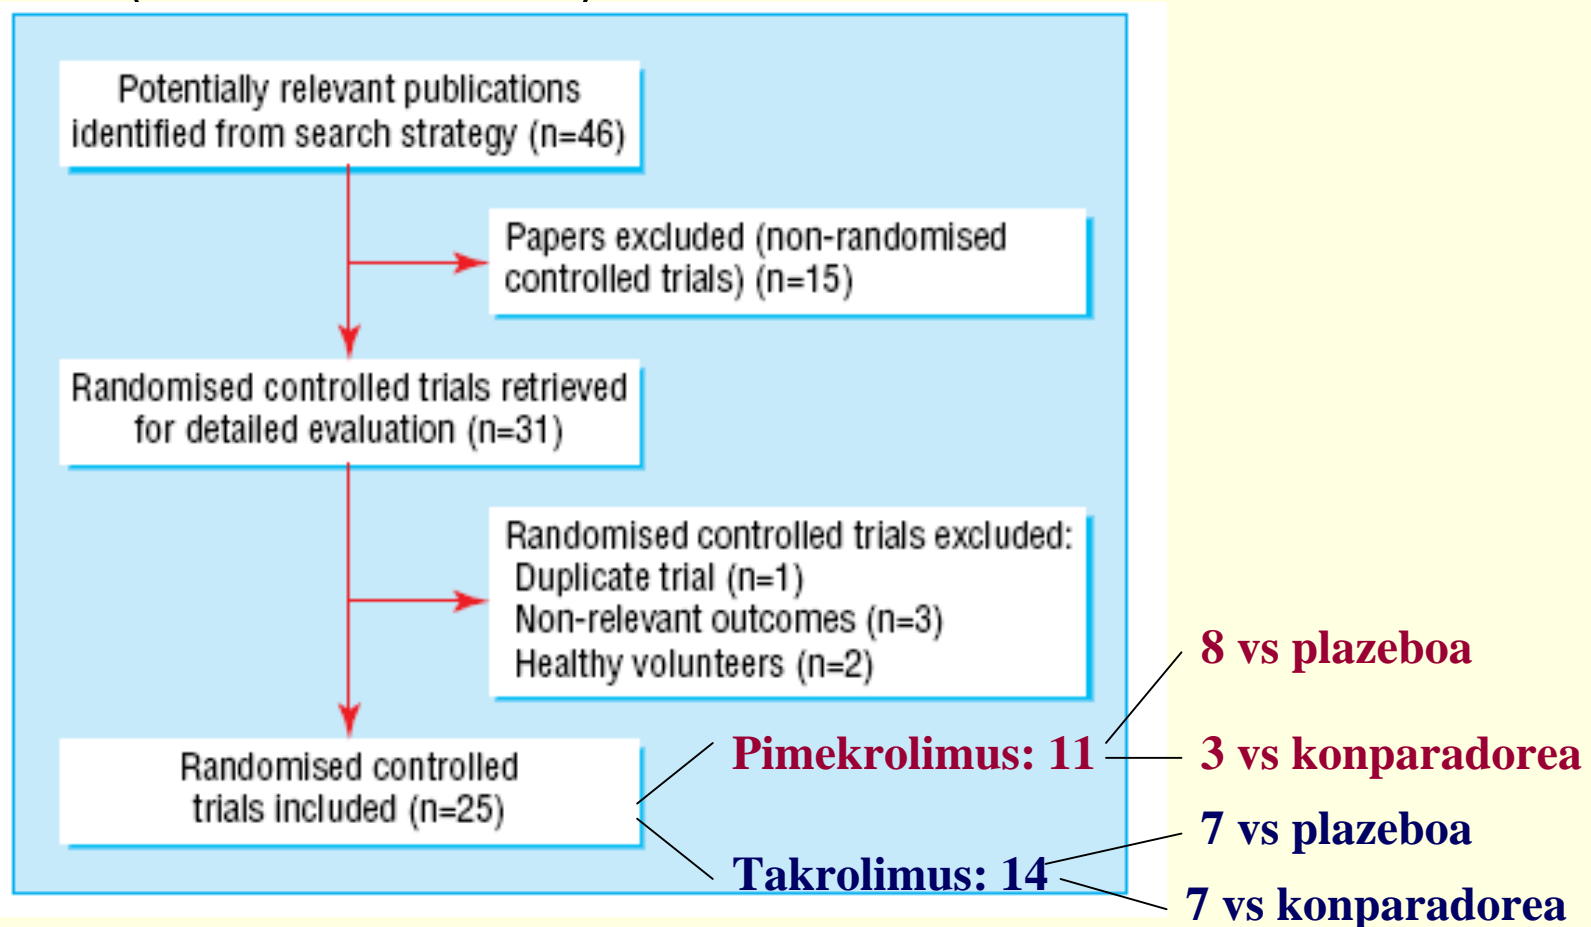 Potentially relevant publications
identified from search strategy (n=46)
Papers excluded (non-randomised
controlled trials) (n=15)
Randomised controlled trials retrieved
for detailed evaluation (n=31)
Randomised controlled trials excluded:
Duplicate trial (n=1)
Non-relevant outcomes (n=3)
Healthy volunteers (n=2)
Randomised controlled
trials included (n=25)
Pimekrolimus: 11
8 vs plazeboa
3 vs konparadorea
Takrolimus: 14
7 vs plazeboa
7 vs konparadorea